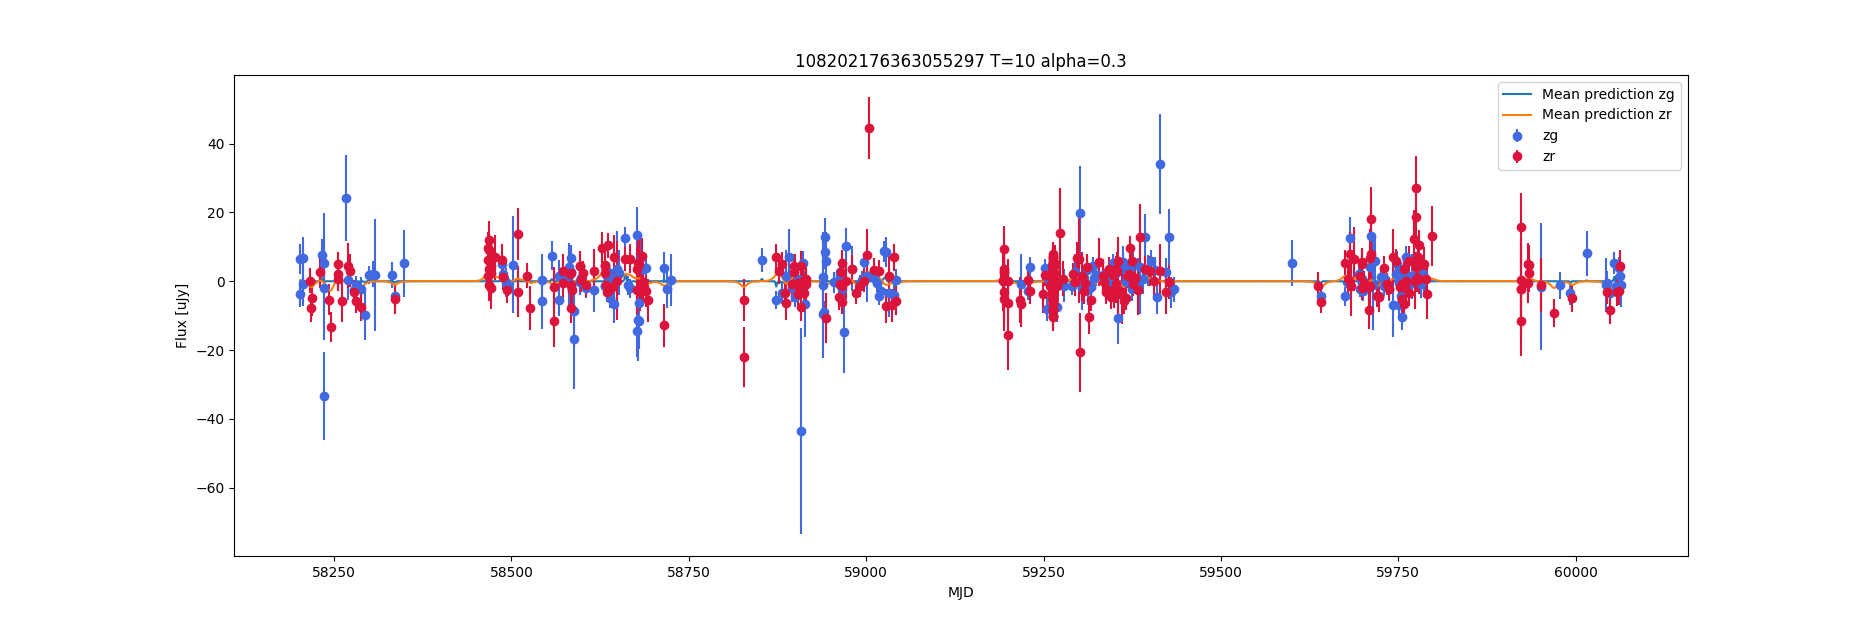 108202176363055297 T=10 alpha=0.3
Mean prediction zg
Mean prediction zr
zg
zr
Flux [uJy]
40
20
0
−20
−40
−60
58250 58500 58750 59000 59250 59500 59750 60000
MJD